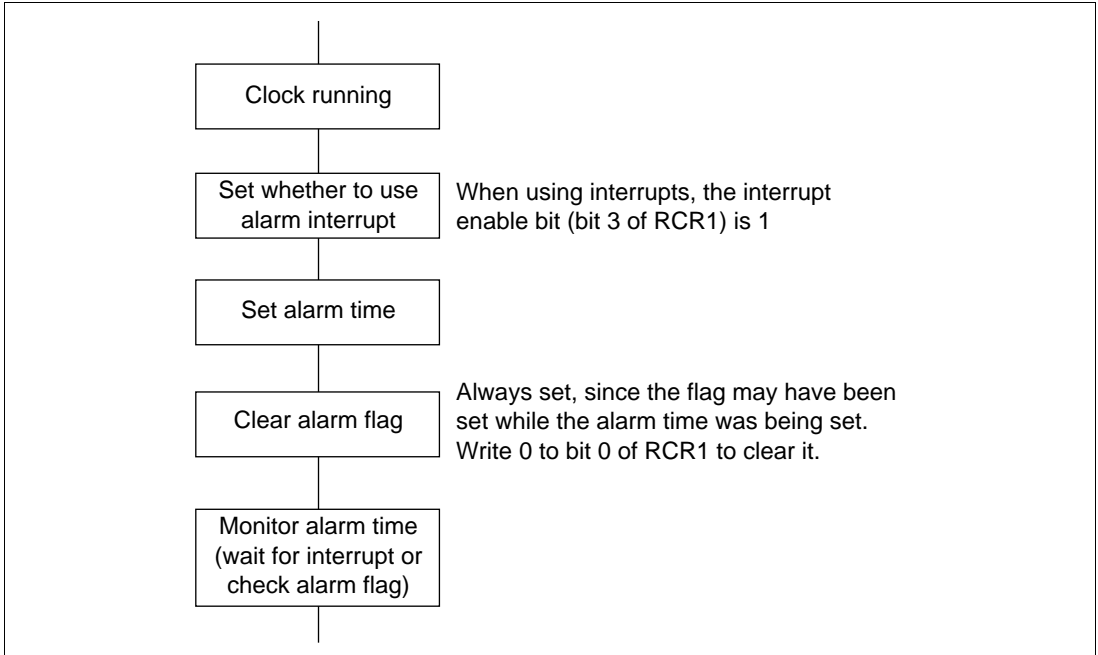 Clock running
Set whether to use
alarm interrupt
When using interrupts, the interrupt
enable bit (bit 3 of RCR1) is 1
Set alarm time
Clear alarm flag
Always set, since the flag may have been
set while the alarm time was being set.
Write 0 to bit 0 of RCR1 to clear it.
Monitor alarm time
(wait for interrupt or
check alarm flag)